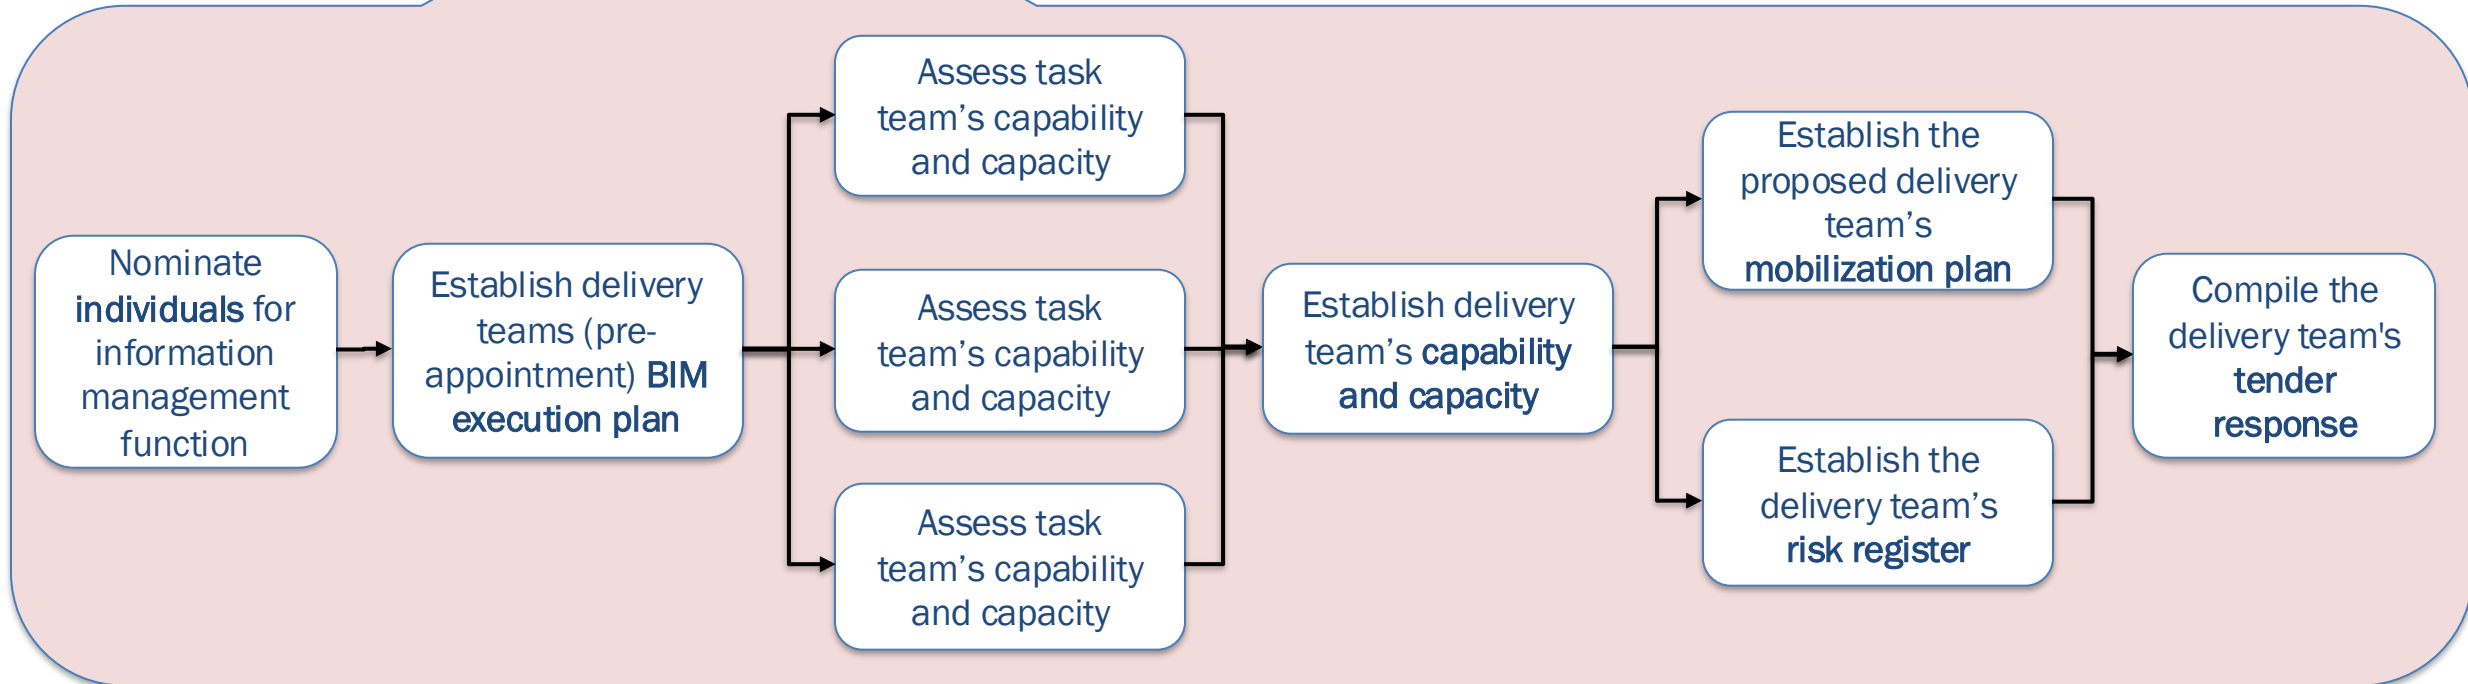 Nominate
individuals for
information
management
function
Establish delivery
teams (pre-
appointment) BIM
execution plan
Assess task
team’s capability
and capacity
Assess task
team’s capability
and capacity
Assess task
team’s capability
and capacity
Establish delivery
team’s capability
and capacity
Establish the
proposed delivery
team’s
mobilization plan
Establish the
delivery team’s
risk register
Compile the
delivery team's
tender
response